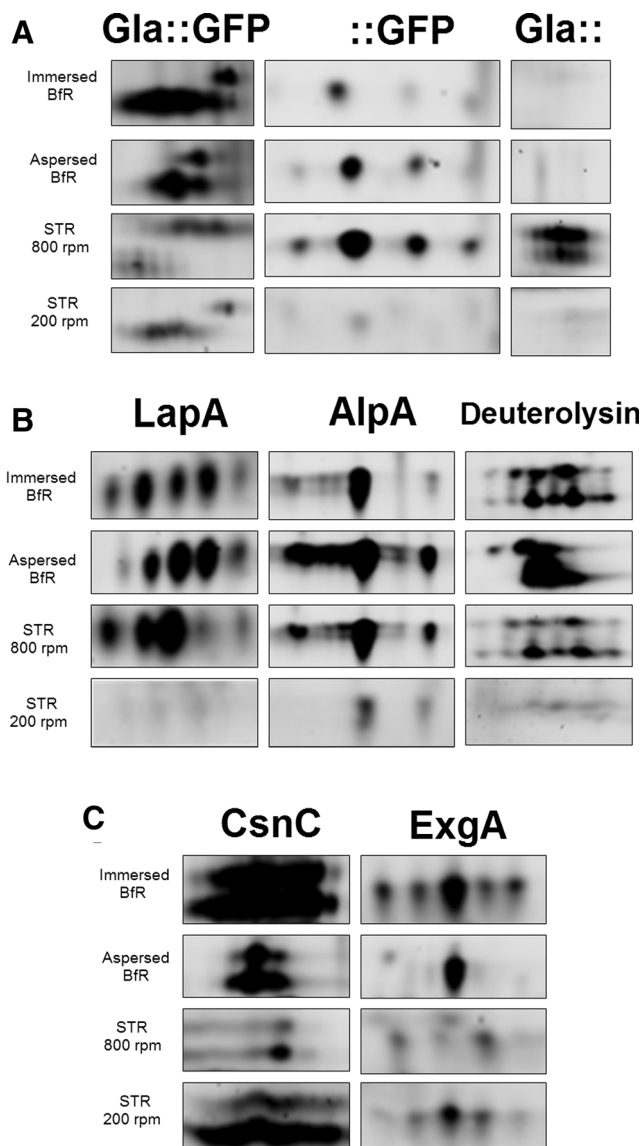 A
Gla::GFP ::GFP Gla::
Immersed
BfR
Aspersed
BfR
STR
800 rpm
STR
200 rpm
B
LapA AlpA Deuterolysin
Immersed
BfR
Aspersed
BfR
STR
800 rpm
STR
200 rpm
C
CsnC ExgA
Immersed
BfR
Aspersed
BfR
STR
800 rpm
STR
200 rpm